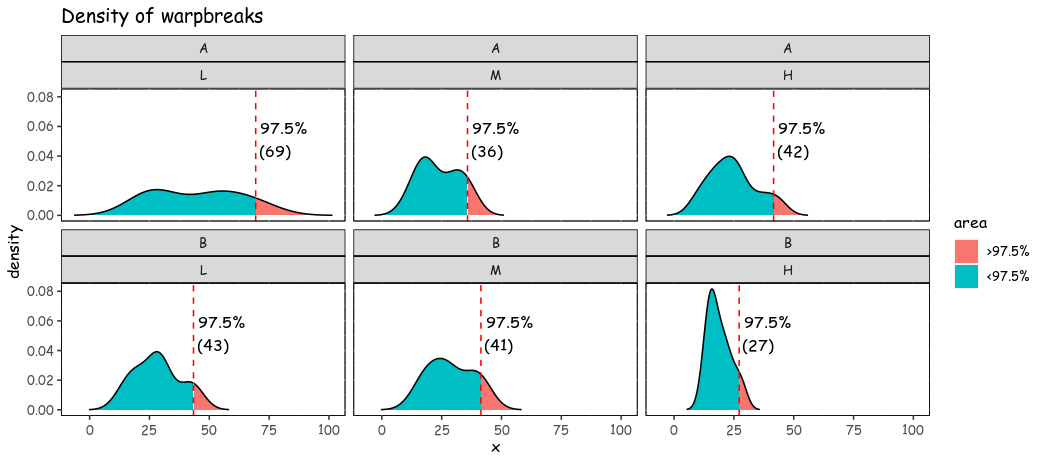 Density of warpbreaks
A A A
L M H
0.08
0.06
0.04
0.02
0.00
97.5%
(69)
97.5%
(36)
97.5%
(42)
density
B B B
L M H
0.08
0.06
0.04
0.02
0.00
97.5%
(43)
97.5%
(41)
97.5%
(27)
0 25 50 75 100 0 25 50 75 100 0 25 50 75 100
x
area
>97.5%
<97.5%